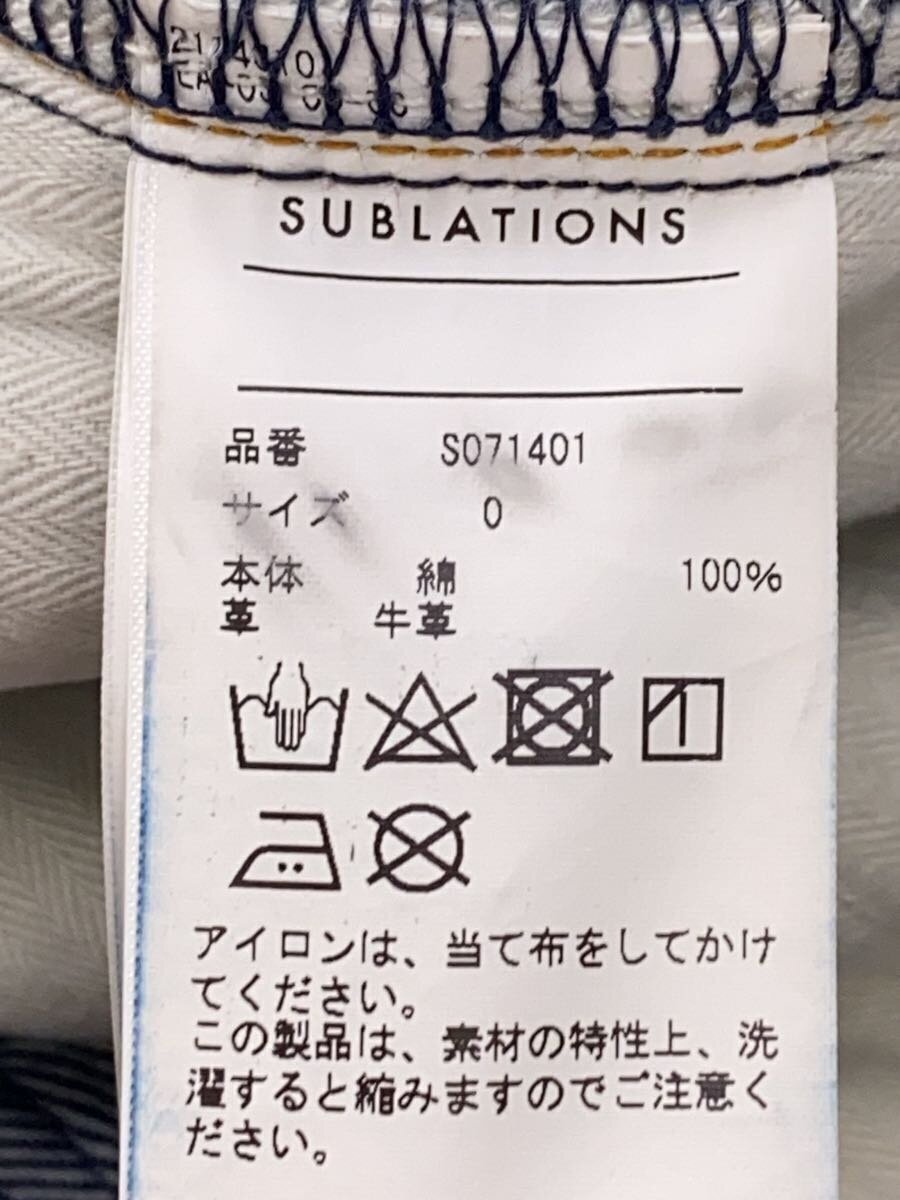 SUBLATIONS
品番 S071401
サイズ 0
本体 綿 100%
革 牛革
アイロンは、当て布をしてかけ
てください。
この製品は、素材の特性上、洗
濯すると縮みますのでご注意く
ださい。